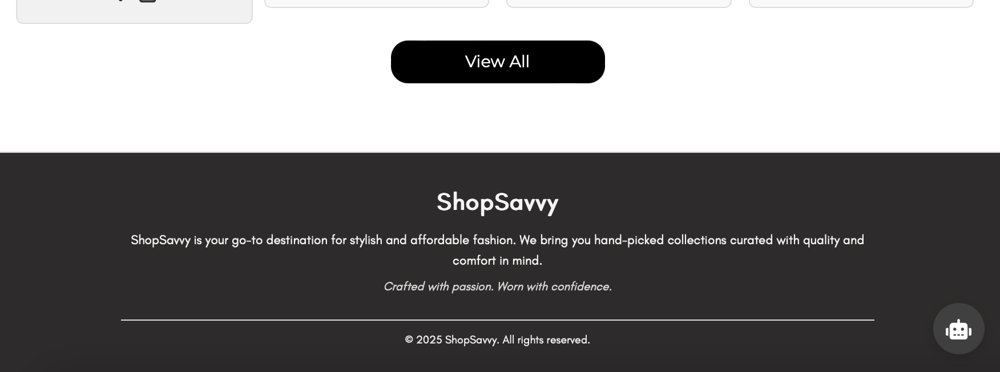 View All
ShopSavvy
ShopSavvy is your go-to destination for stylish and affordable fashion. We bring you hand-picked collections curated with quality and
comfort in mind.
Crafted with passion. Worn with confidence.
© 2025 ShopSavvy. All rights reserved.